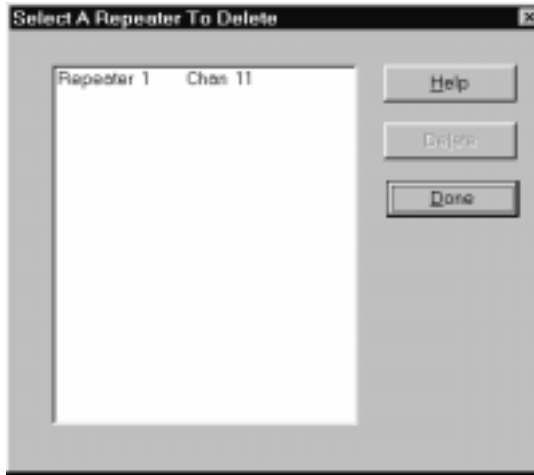 Select A Repeater To Delete
Repeater 1 Chan 11
Help
Delete
Done